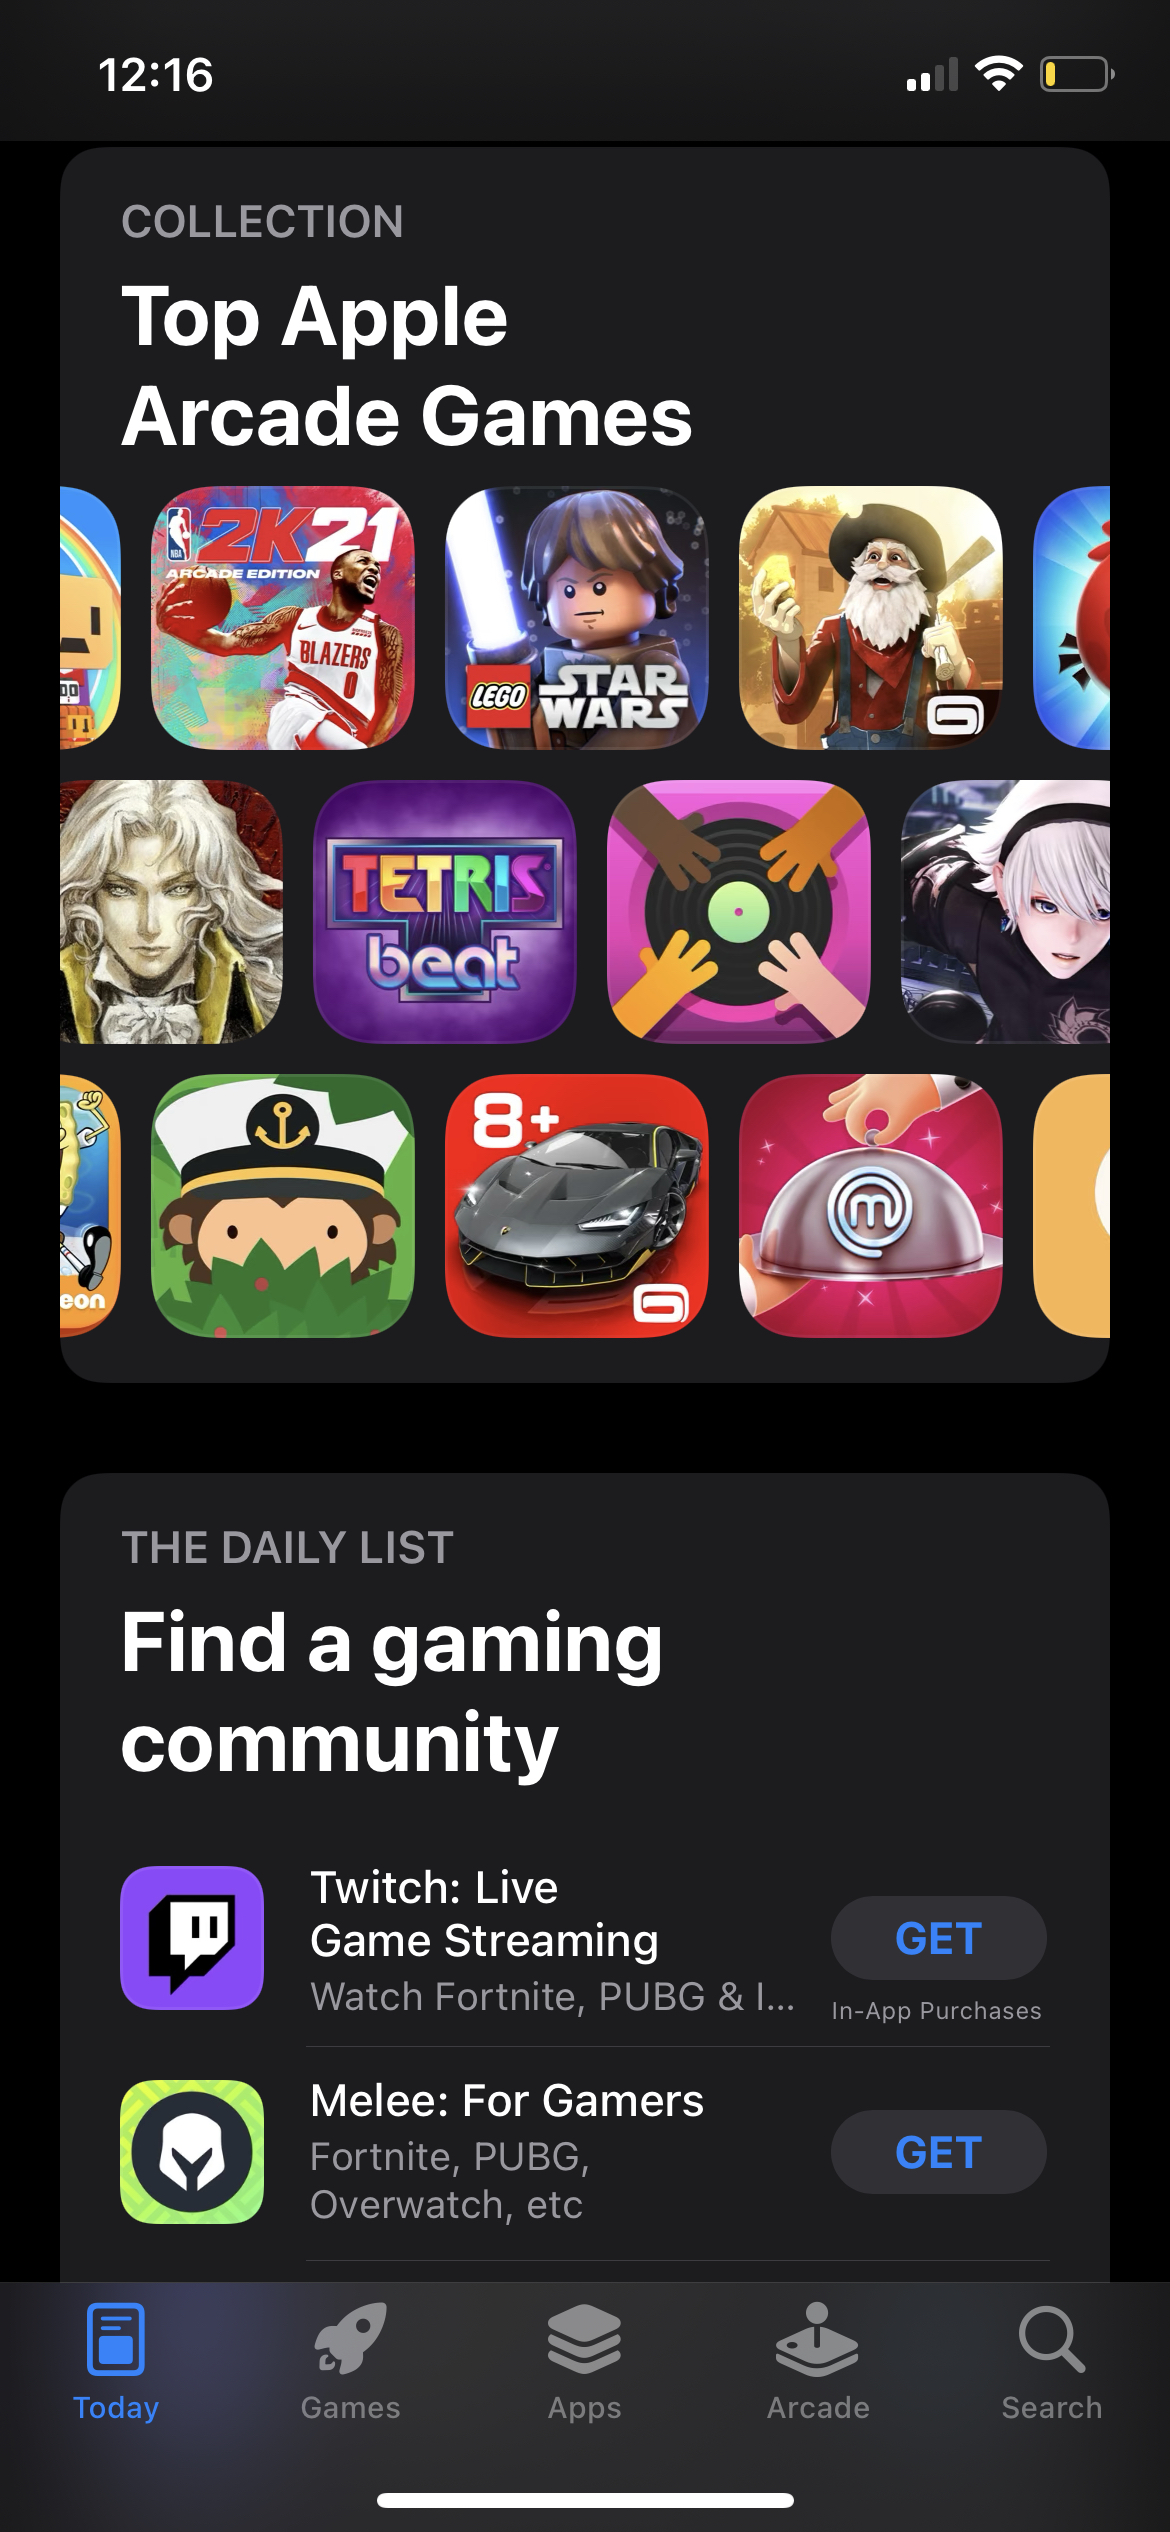 12:16
COLLECTION
Top Apple
Arcade Games
NBA
2K21
ARCADE EDITION
BLAZERS
0
LEGO
STAR
WARS
TETRIS
beat
eon
8+
THE DAILY LIST
Find a gaming
community
Twitch: Live
Game Streaming
Watch Fortnite, PUBG & I...
GET
In-App Purchases
Melee: For Gamers
Fortnite, PUBG,
Overwatch, etc
GET
Today
Games
Apps
Arcade
Search